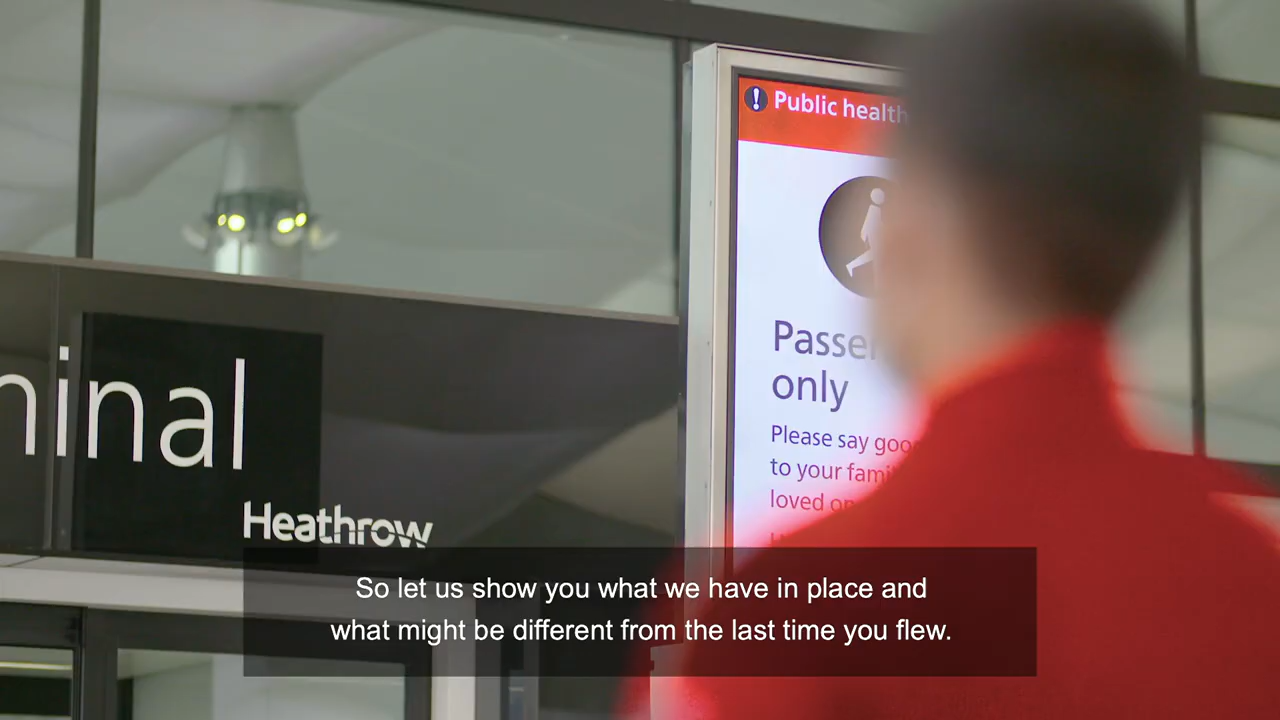 Public health
Passe
only
Please say goo
to your fami
loved on
minal
Heathrow
So let us show you what we have in place and
what might be different from the last time you flew.